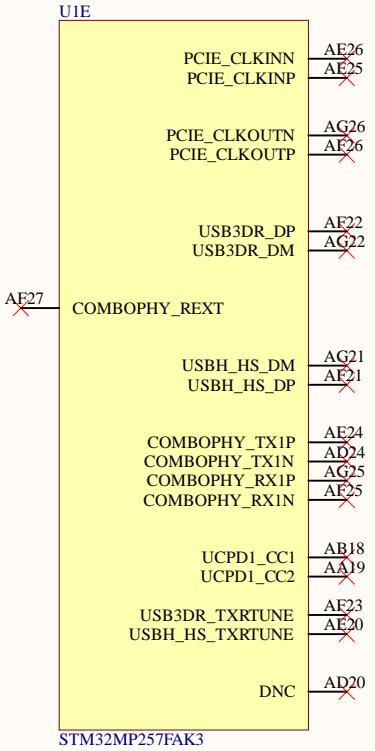 U1E
PCIE_CLKINN AE26
PCIE_CLKINP AE25
PCIE_CLKOUTN AG26
PCIE_CLKOUTP AF26
USB3DR_DP AF22
USB3DR_DM AG22
AF27 COMBOPHY_REXT
USBH_HS_DM AG21
USBH_HS_DP AF21
COMBOPHY_TX1P AE24
COMBOPHY_TX1N AD24
COMBOPHY_RX1P AG25
COMBOPHY_RX1N AF25
UCPD1_CC1 AB18
UCPD1_CC2 AA19
USB3DR_TXRTUNE AF23
USBH_HS_TXRTUNE AE20
DNC AD20
STM32MP257FAK3